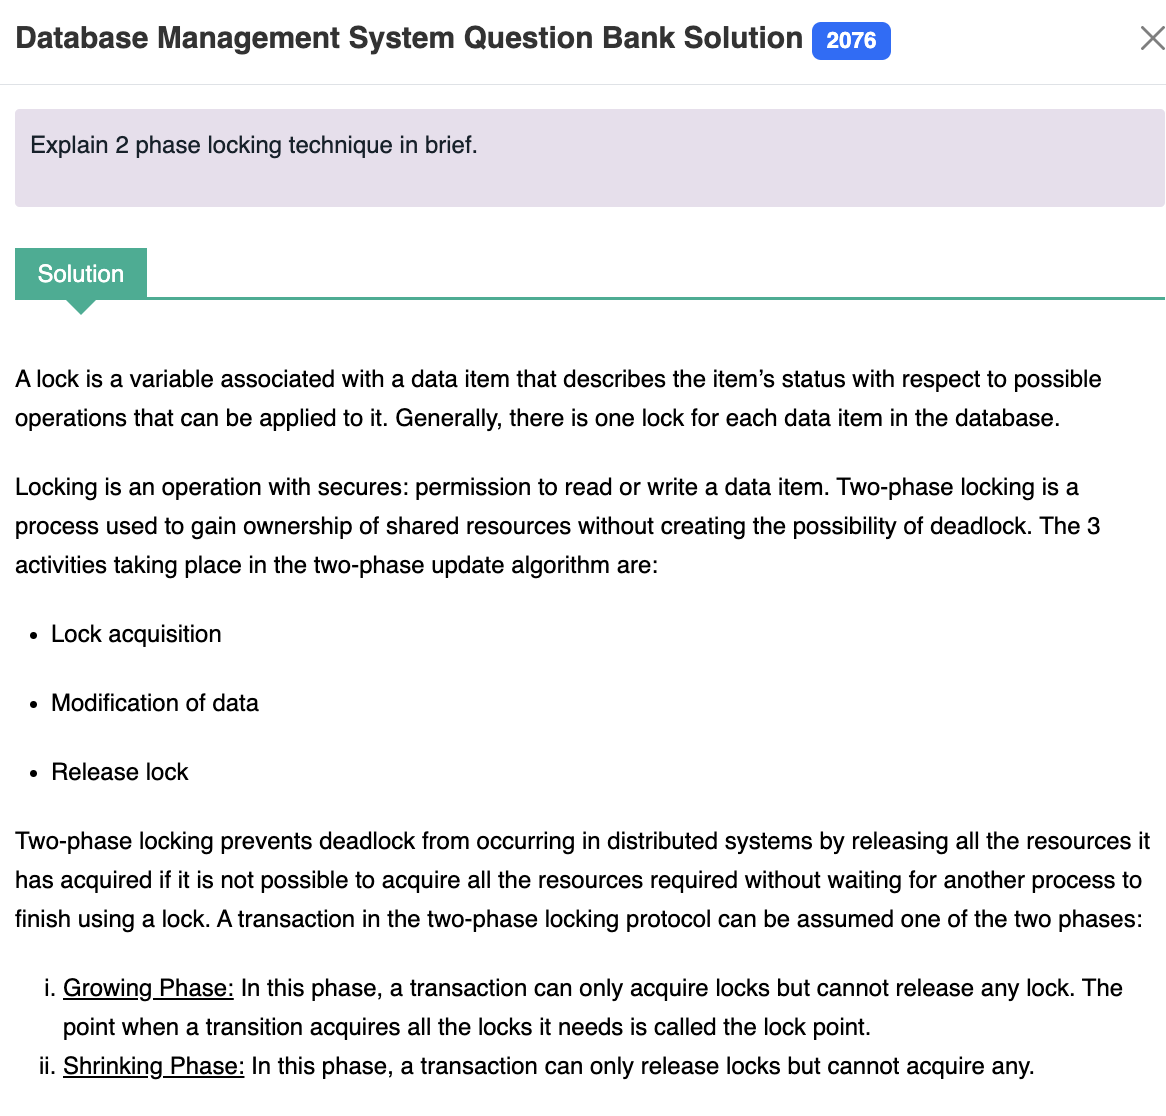 Database Management System Question Bank Solution 2076
Explain 2 phase locking technique in brief.
Solution
A lock is a variable associated with a data item that describes the item’s status with respect to possible
operations that can be applied to it. Generally, there is one lock for each data item in the database.
Locking is an operation with secures: permission to read or write a data item. Two-phase locking is a
process used to gain ownership of shared resources without creating the possibility of deadlock. The 3
activities taking place in the two-phase update algorithm are:
• Lock acquisition
• Modification of data
• Release lock
Two-phase locking prevents deadlock from occurring in distributed systems by releasing all the resources it
has acquired if it is not possible to acquire all the resources required without waiting for another process to
finish using a lock. A transaction in the two-phase locking protocol can be assumed one of the two phases:
i. Growing Phase: In this phase, a transaction can only acquire locks but cannot release any lock. The
point when a transition acquires all the locks it needs is called the lock point.
ii. Shrinking Phase: In this phase, a transaction can only release locks but cannot acquire any.